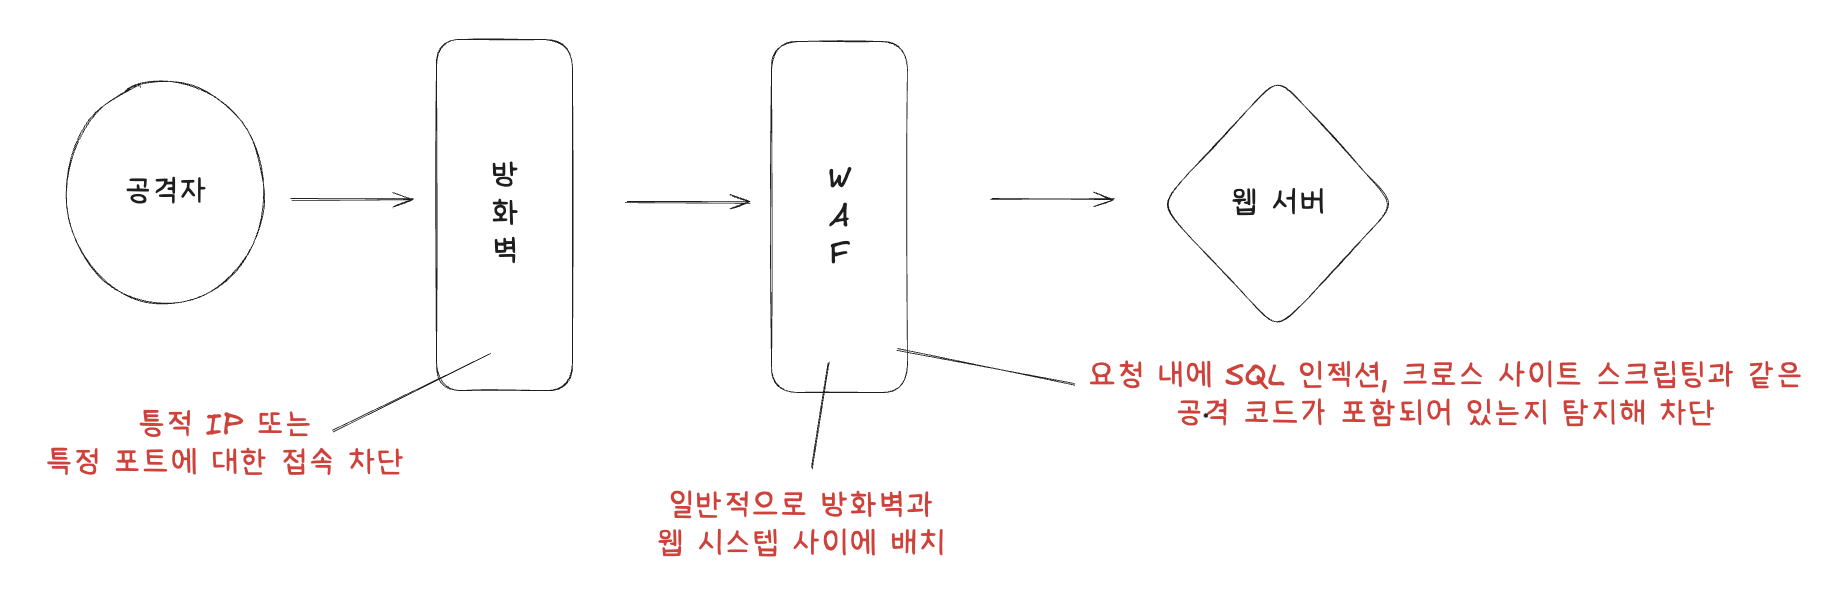 공격자
방
화
벽
W
A
F
웹 서버
특적 IP 또는
특정 포트에 대한 접속 차단
일반적으로 방화벽과
웹 시스템 사이에 배치
요청 내에 SQL 인젝션, 크로스 사이트 스크립팅과 같은
공격 코드가 포함되어 있는지 탐지해 차단